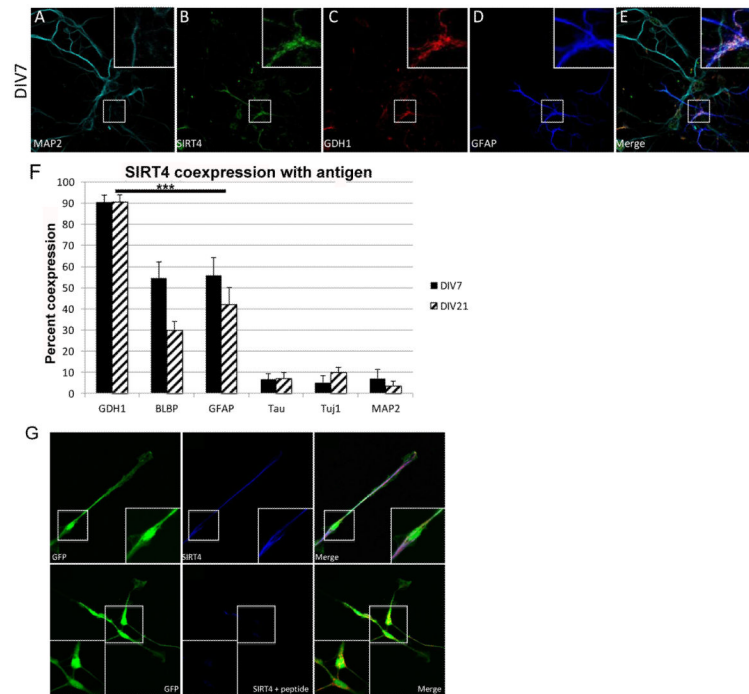 A B C D E
DIV7
MAP2 SIRT4 GDH1 GFAP Merge
F
SIRT4 coexpression with antigen
***
Percent coexpression
100
90
80
70
60
50
40
30
20
10
0
GDH1 BLBP GFAP Tau Tuj1 MAP2
DIV7
DIV21
G
GFP SIRT4 Merge
GFP SIRT4 + peptide Merge